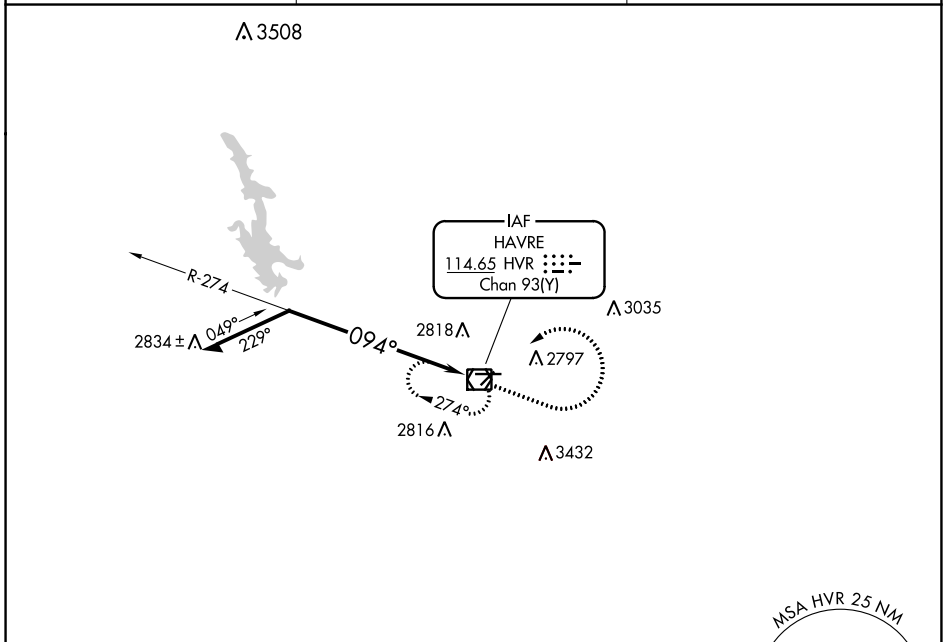 3508
IAF
HAVRE
114.65 HVR
Chan 93(Y)
R-274
3035
2818
049°
2834±
229°
094°
2797
274°
2816
3432
MSA HVR 25 NM